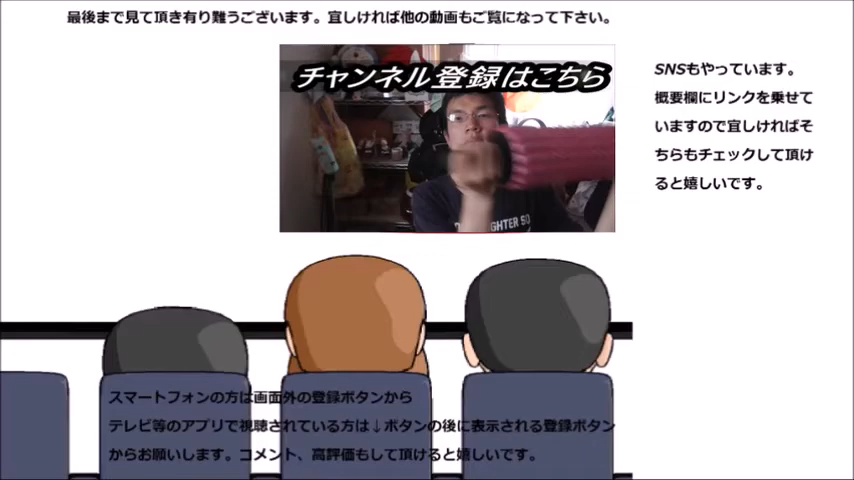 最後まで見て頂き有り難うございます。宜しければ他の動画もご覧になって下さい。
チャンネル登録はこちら
SNSもやっています。
概要欄にリンクを乗せて
いますので宜しければそ
ちらもチェックして頂け
ると嬉しいです。
GHTER SO
スマートフォンの方は画面外の登録ボタンから
テレビ等のアプリで視聴されている方は↓ボタンの後に表示される登録ボタン
からお願いします。コメント、高評価もして頂けると嬉しいです。